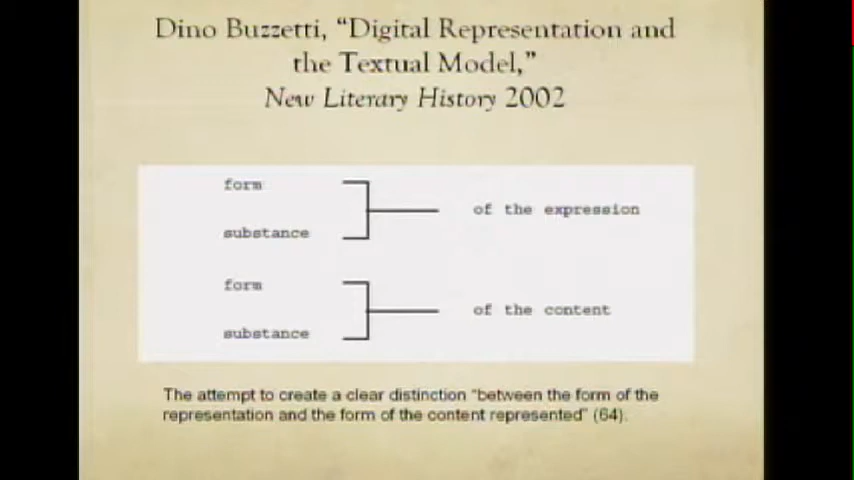 Dino Buzzetti, “Digital Representation and
the Textual Model,”
New Literary History 2002
form
of the expression
substance
form
of the content
substance
The attempt to create a clear distinction “between the form of the
representation and the form of the content represented” (64).